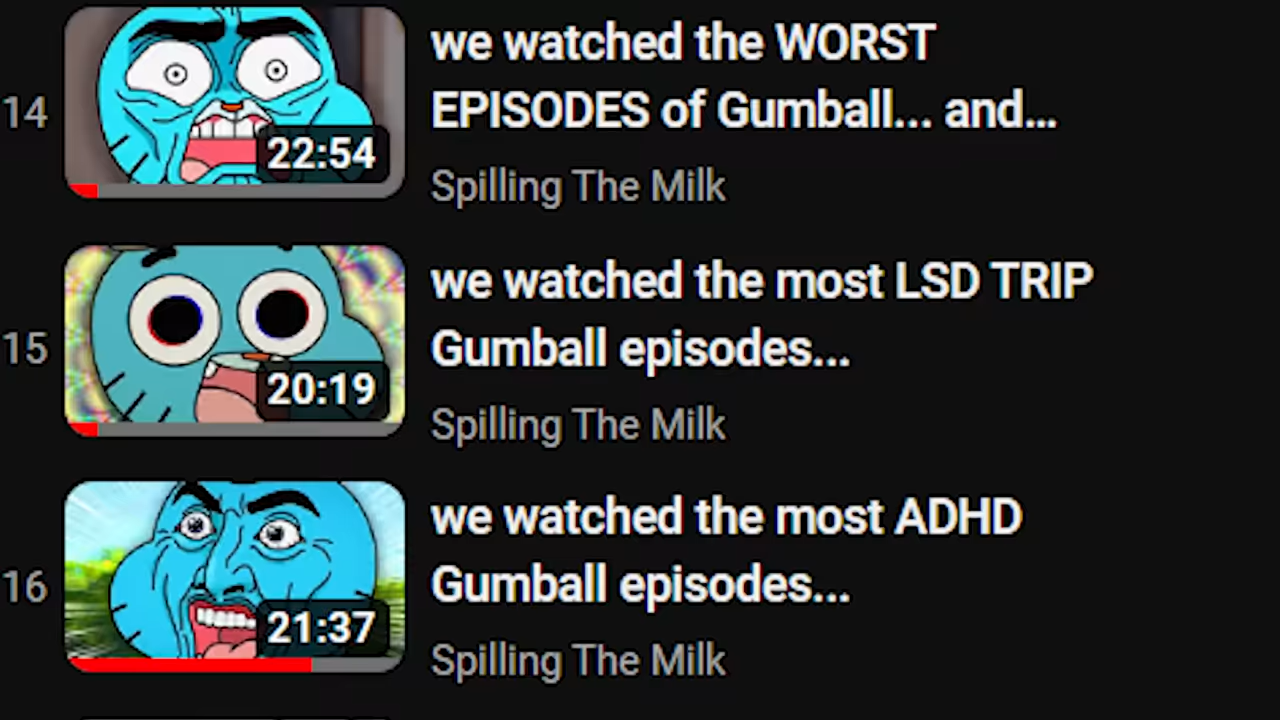 14
22:54
we watched the WORST
EPISODES of Gumball... and...
Spilling The Milk
15
20:19
we watched the most LSD TRIP
Gumball episodes...
Spilling The Milk
16
21:37
we watched the most ADHD
Gumball episodes...
Spilling The Milk